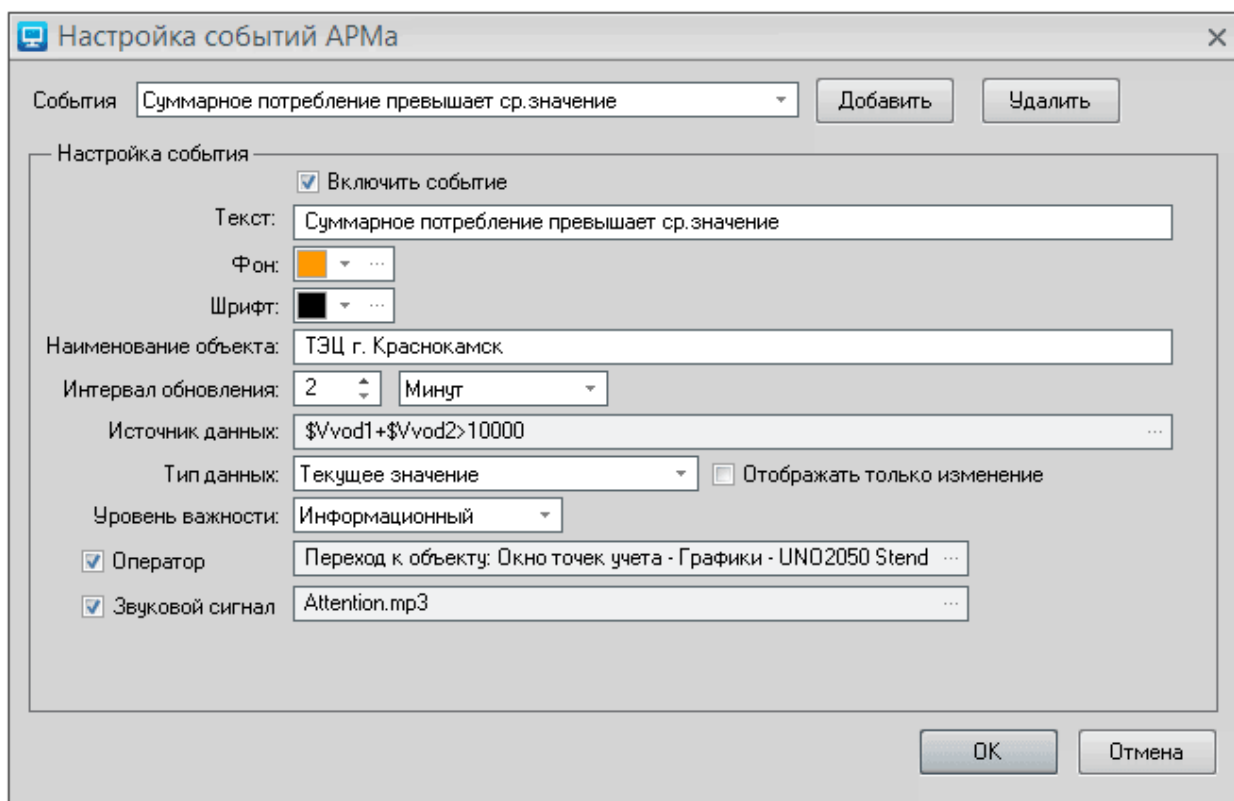 Настройка событий АРМа
События Суммарное потребление превышает ср.значение Добавить Удалить
Настройка события
Включить событие
Текст: Суммарное потребление превышает ср.значение
Фон:
Шрифт:
Наименование объекта: ТЭЦ г. Краснокамск
Интервал обновления: 2 Минут
Источник данных: $Vvod1+$Vvod2>10000
Тип данных: Текущее значение Отображать только изменение
Уровень важности: Информационный
Оператор Переход к объекту: Окно точек учета - Графики - UNO2050 Stend
Звуковой сигнал Attention.mp3
OK Отмена